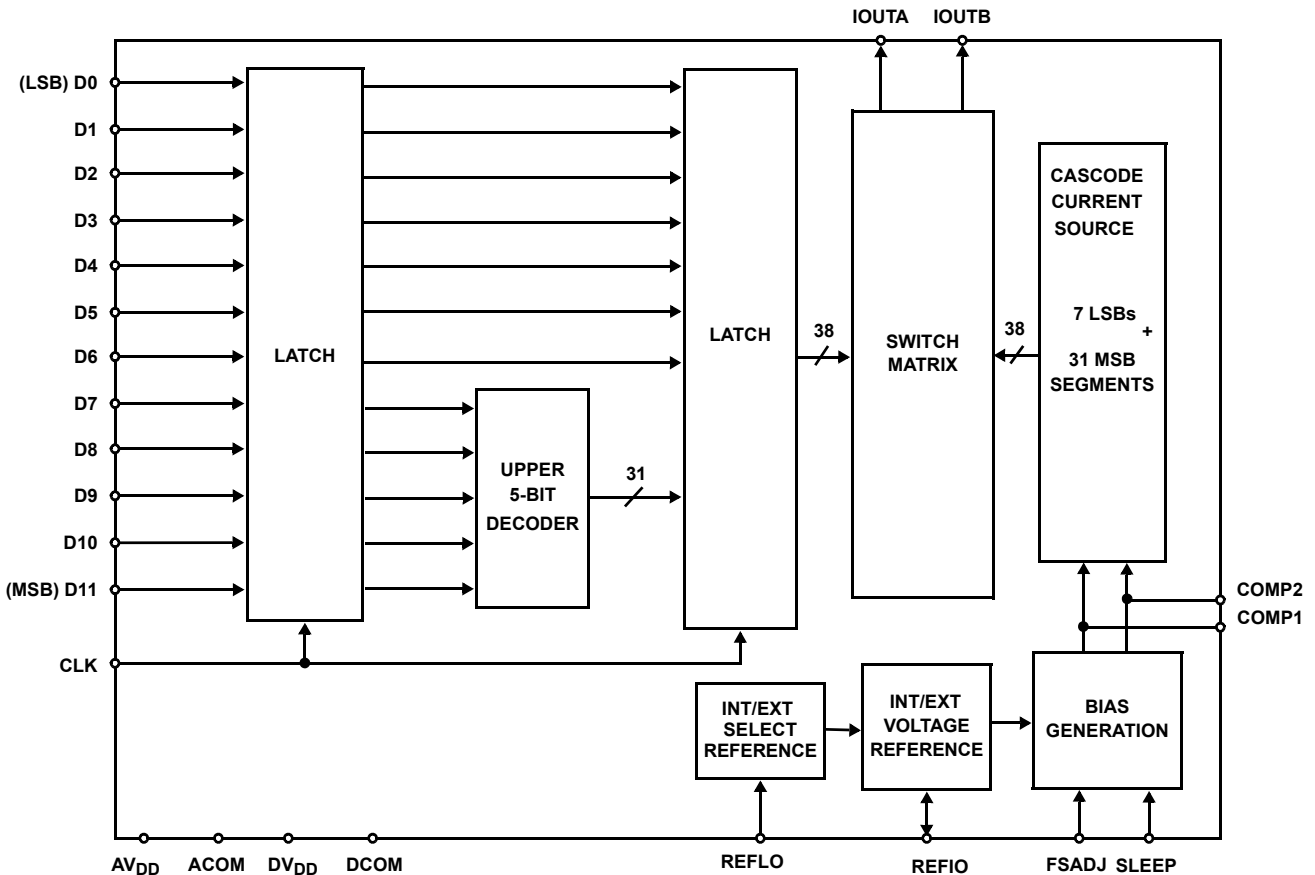 IOUTA IOUTB
(LSB) D0
D1
D2
D3
D4
D5
D6
D7
D8
D9
D10
(MSB) D11
CLK
LATCH
UPPER
5-BIT
DECODER
31
LATCH
38
SWITCH
MATRIX
38
CASCODE
CURRENT
SOURCE
7 LSBs
+
31 MSB
SEGMENTS
COMP2
COMP1
INT/EXT
SELECT
REFERENCE
INT/EXT
VOLTAGE
REFERENCE
BIAS
GENERATION
AVDD ACOM DVDD DCOM REFLO REFIO FSADJ SLEEP